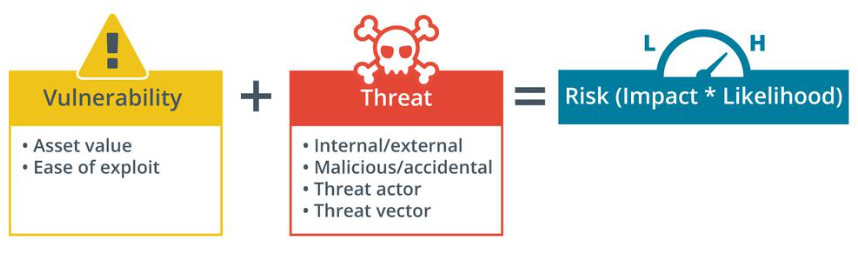 L H
Vulnerability
+
Threat
=
Risk (Impact * Likelihood)
• Asset value
• Ease of exploit
• Internal/external
• Malicious/accidental
• Threat actor
• Threat vector